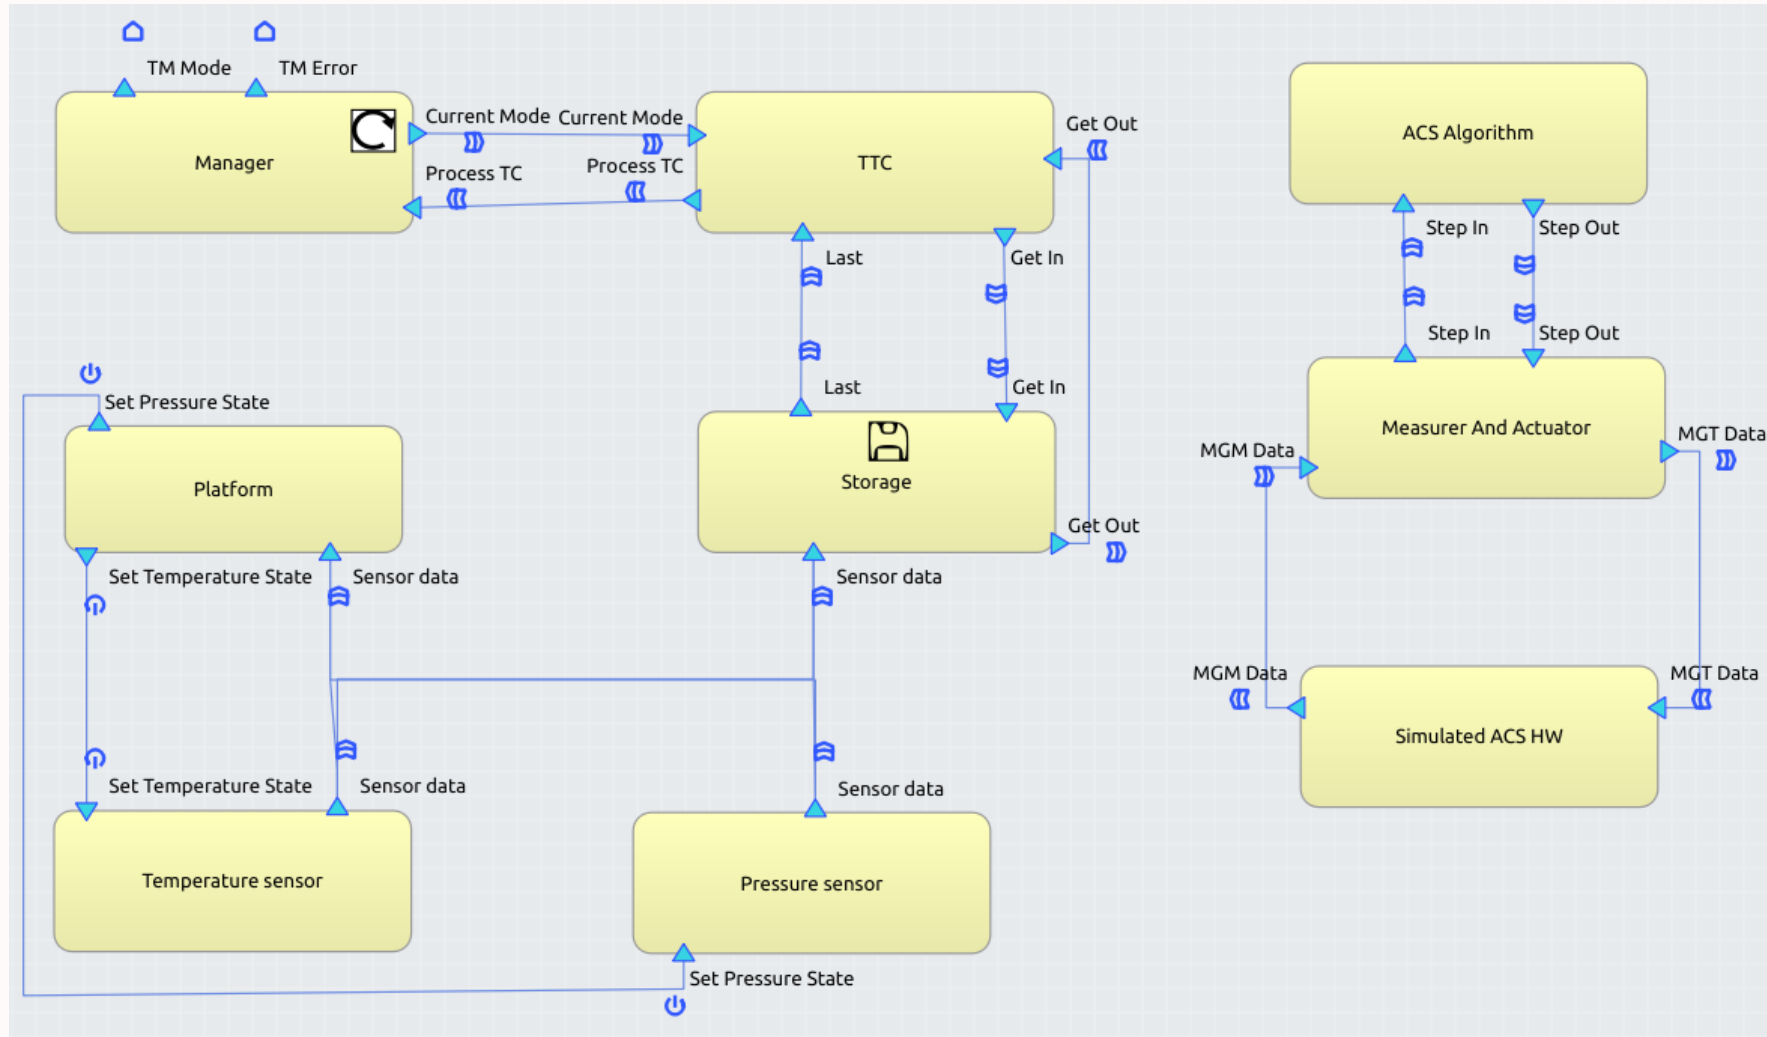 TM Mode
TM Error
Manager
Current Mode
Current Mode
Process TC
Process TC
TTC
Get Out
Last
Get In
Last
Get In
Storage
Get Out
Sensor data
Set Pressure State
Platform
Set Temperature State
Sensor data
Set Temperature State
Sensor data
Temperature sensor
Sensor data
Pressure sensor
Set Pressure State
ACS Algorithm
Step In
Step Out
Step In
Step Out
Measurer And Actuator
MGM Data
MGT Data
MGM Data
MGT Data
Simulated ACS HW